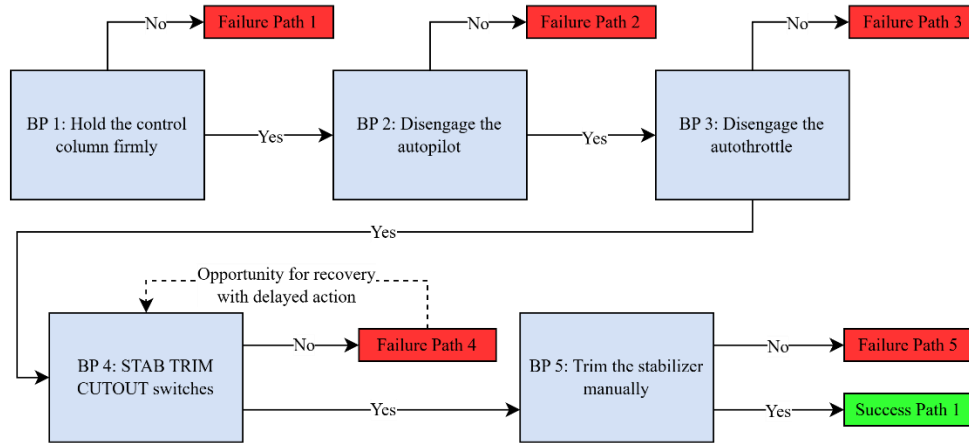 No
Failure Path 1
No
Failure Path 2
No
Failure Path 3
BP 1: Hold the control
column firmly
Yes
BP 2: Disengage the
autopilot
Yes
BP 3: Disengage the
autothrottle
Yes
Opportunity for recovery
with delayed action
BP 4: STAB TRIM
CUTOUT switches
No
Failure Path 4
Yes
BP 5: Trim the stabilizer
manually
No
Failure Path 5
Yes
Success Path 1